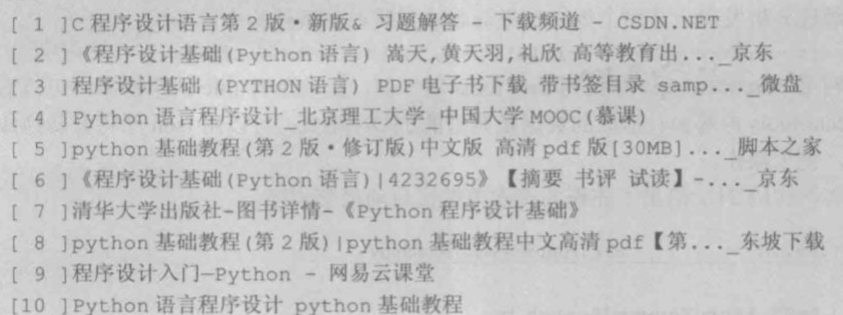 [ 1 ]C 程序设计语言第 2 版·新版& 习题解答 - 下载频道 - CSDN.NET
[ 2 ]《程序设计基础(Python 语言) 嵩天,黄天羽,礼欣 高等教育出..._京东
[ 3 ]程序设计基础 (PYTHON 语言) PDF 电子书下载 带书签目录 samp..._微盘
[ 4 ]Python 语言程序设计_北京理工大学_中国大学 MOOC(慕课)
[ 5 ]python 基础教程(第 2 版·修订版)中文版 高清 pdf 版[30MB]..._脚本之家
[ 6 ]《程序设计基础(Python 语言)|4232695》【摘要 书评 试读】-..._京东
[ 7 ]清华大学出版社-图书详情-《Python 程序设计基础》
[ 8 ]python 基础教程(第 2 版)|python 基础教程中文高清 pdf【第..._东坡下载
[ 9 ]程序设计入门—Python - 网易云课堂
[10 ]Python 语言程序设计 python 基础教程